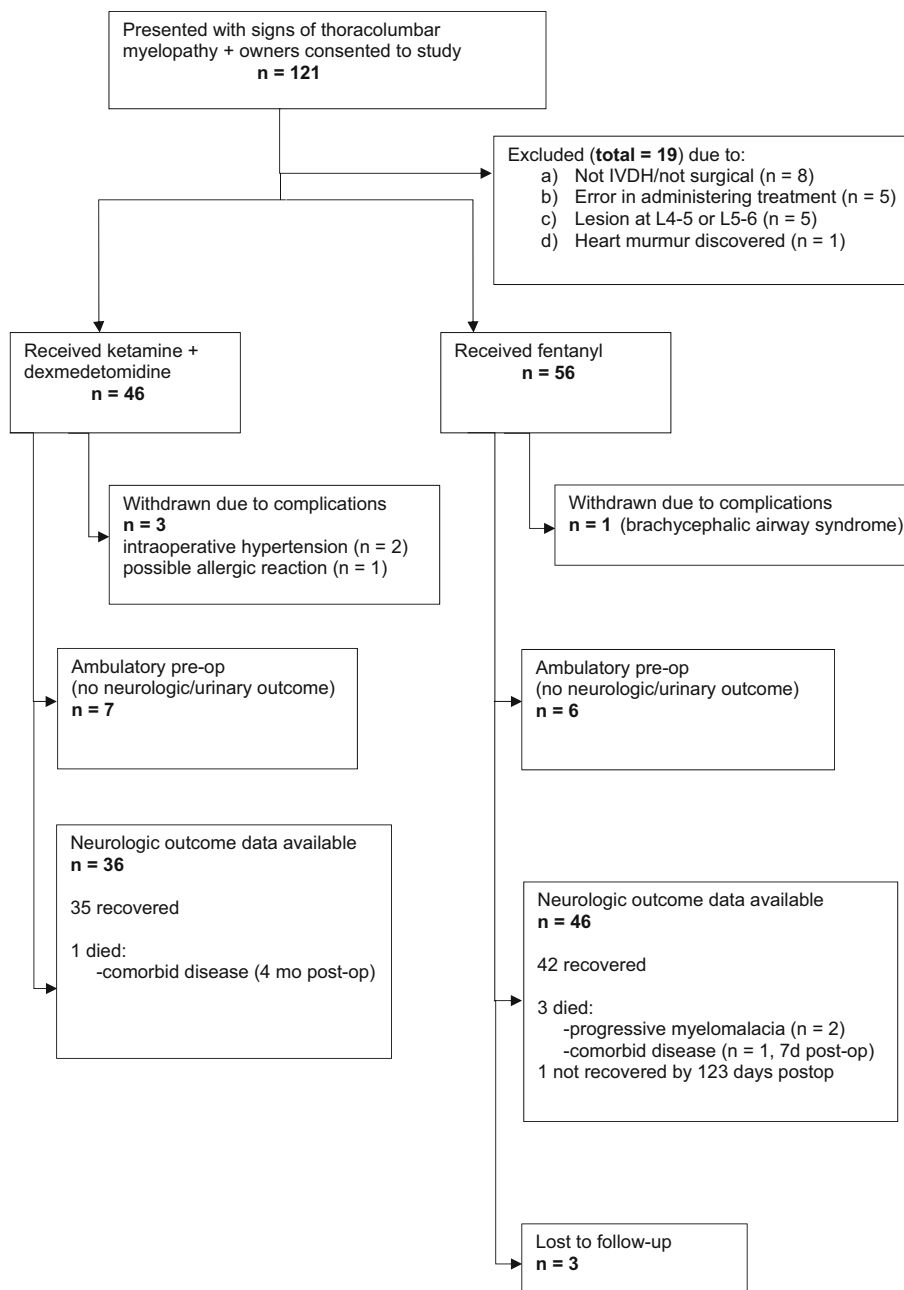 Presented with signs of thoracolumbar
myelopathy + owners consented to study
n = 121
Excluded (total = 19) due to:
a) Not IVDH/not surgical (n = 8)
b) Error in administering treatment (n = 5)
c) Lesion at L4-5 or L5-6 (n = 5)
d) Heart murmur discovered (n = 1)
Received ketamine +
dexmedetomidine
n = 46
Received fentanyl
n = 56
Withdrawn due to complications
n = 3
intraoperative hypertension (n = 2)
possible allergic reaction (n = 1)
Withdrawn due to complications
n = 1 (brachycephalic airway syndrome)
Ambulatory pre-op
(no neurologic/urinary outcome)
n = 7
Ambulatory pre-op
(no neurologic/urinary outcome)
n = 6
Neurologic outcome data available
n = 36
35 recovered
1 died:
-comorbid disease (4 mo post-op)
Neurologic outcome data available
n = 46
42 recovered
3 died:
-progressive myelomalacia (n = 2)
-comorbid disease (n = 1, 7d post-op)
1 not recovered by 123 days postop
Lost to follow-up
n = 3